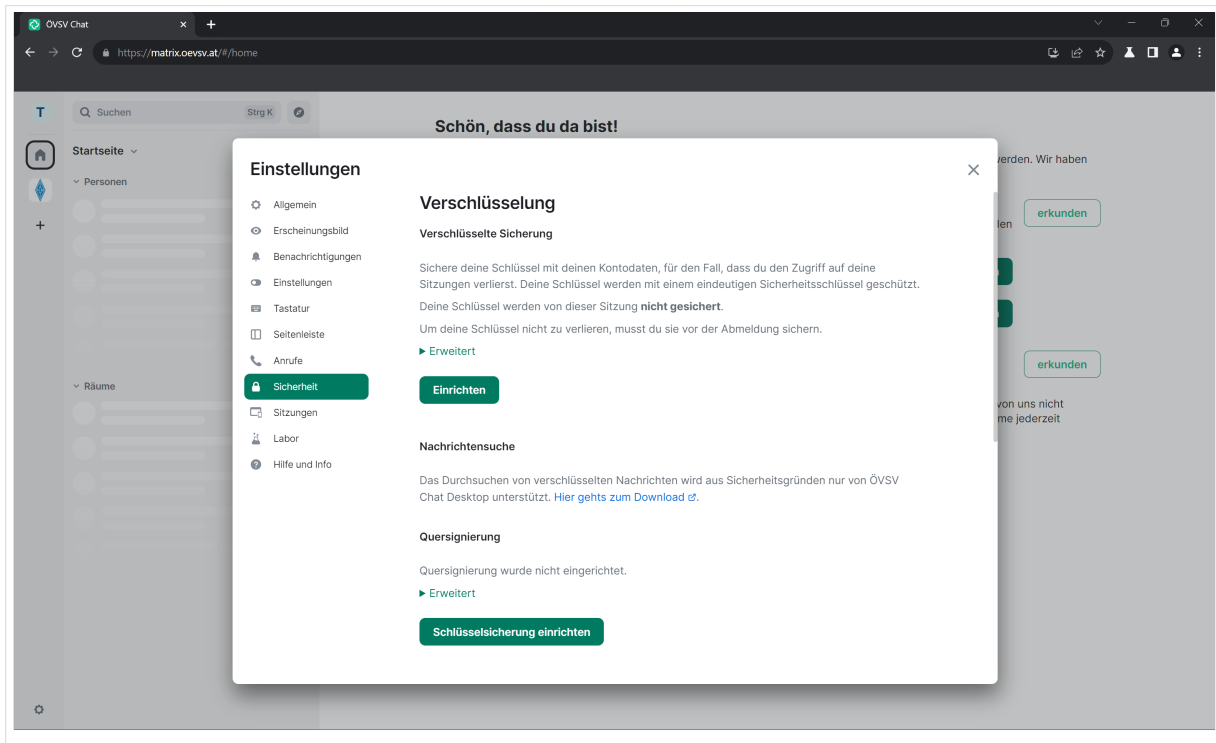 ÖVSV Chat
https://matrix.oevsv.at/#/home
T
Suchen
Strg K
Schön, dass du da bist!
Startseite
Personen
Räume
werden. Wir haben
erkunden
erkunden
von uns nicht
jederzeit
Einstellungen
Allgemein
Erscheinungsbild
Benachrichtigungen
Einstellungen
Tastatur
Seitenleiste
Anrufe
Sicherheit
Sitzungen
Labor
Hilfe und Info
Verschlüsselung
Verschlüsselte Sicherung
Sichere deine Schlüssel mit deinen Kontodaten, für den Fall, dass du den Zugriff auf deine
Sitzungen verlierst. Deine Schlüssel werden mit einem eindeutigen Sicherheitsschlüssel geschützt.
Deine Schlüssel werden von dieser Sitzung nicht gesichert.
Um deine Schlüssel nicht zu verlieren, musst du sie vor der Abmeldung sichern.
Erweitert
Einrichten
Nachrichtensuche
Das Durchsuchen von verschlüsselten Nachrichten wird aus Sicherheitsgründen nur von ÖVSV
Chat Desktop unterstützt. Hier gehts zum Download.
Quersignierung
Quersignierung wurde nicht eingerichtet.
Erweitert
Schlüsselsicherung einrichten